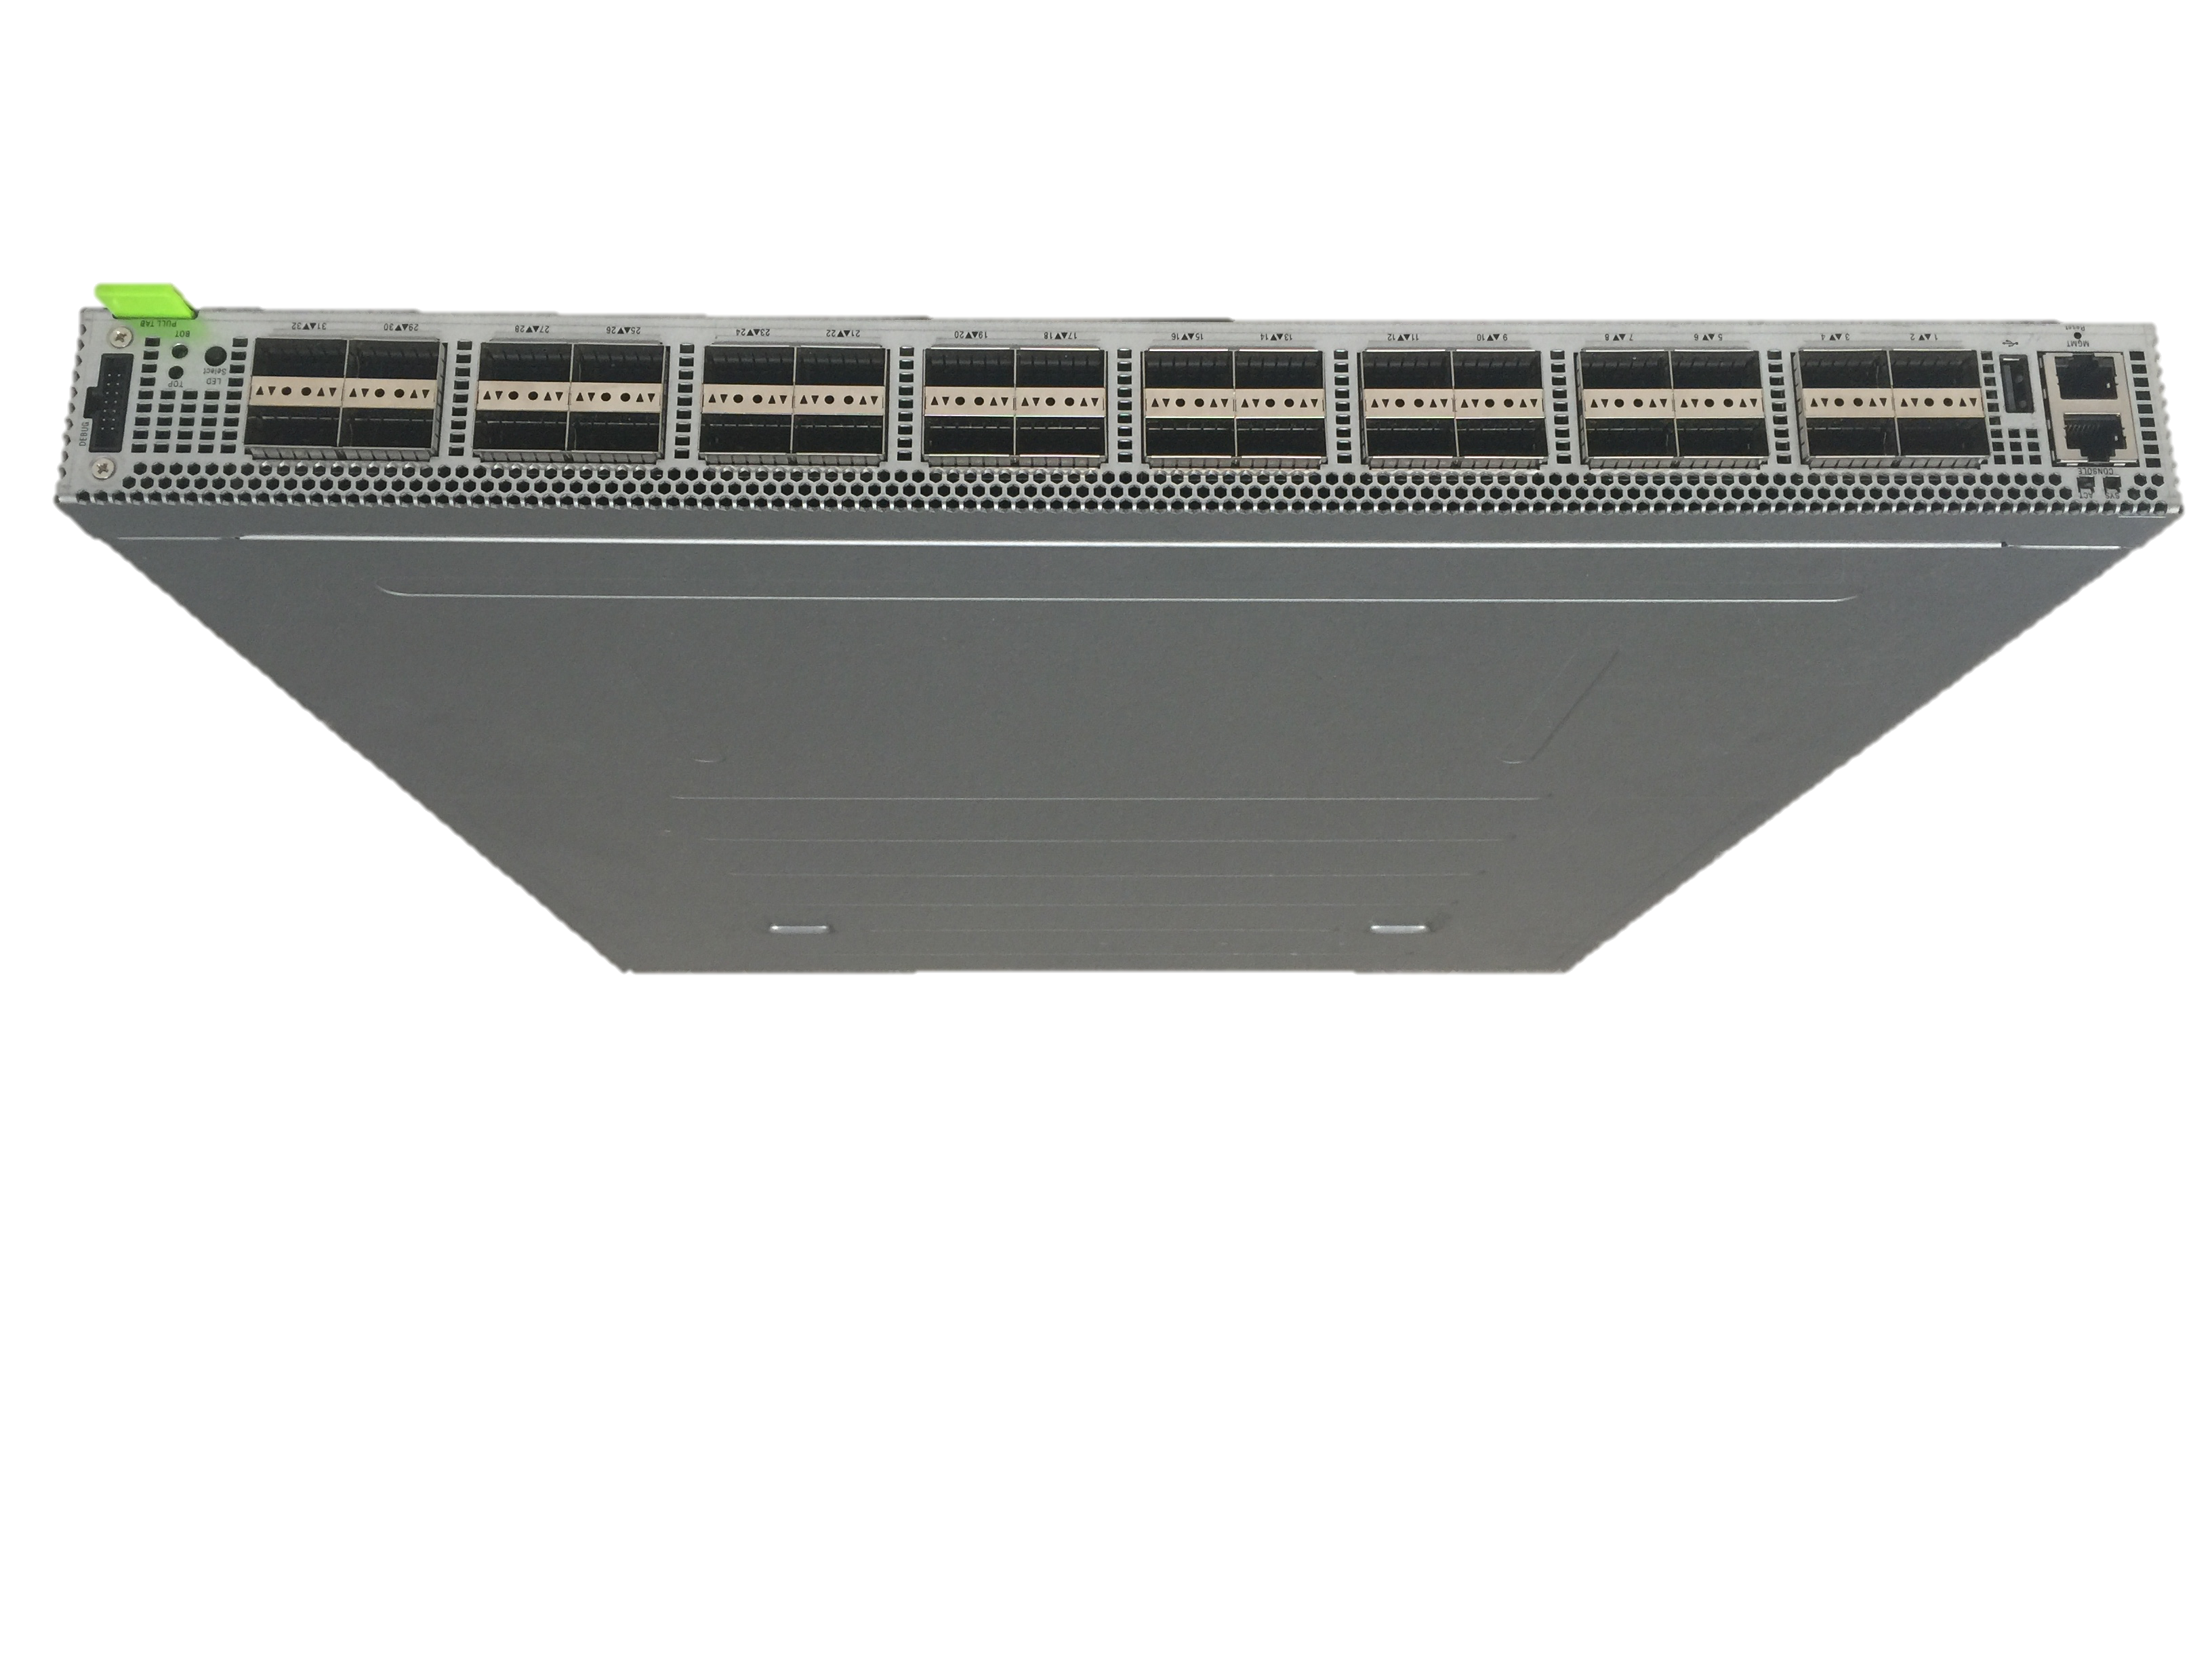 Reset
MGMT
1 ▲▼ 2
3 ▲▼ 4
5 ▲▼ 6
7 ▲▼ 8
9 ▲▼ 10
11▲▼12
13▲▼14
15▲▼16
17▲▼18
19▲▼20
21▲▼22
23▲▼24
25▲▼26
27▲▼28
29▲▼30
31▲▼32
PULL TAB
BOT
TOP
LED
Select
DEBUG
CONSOLE